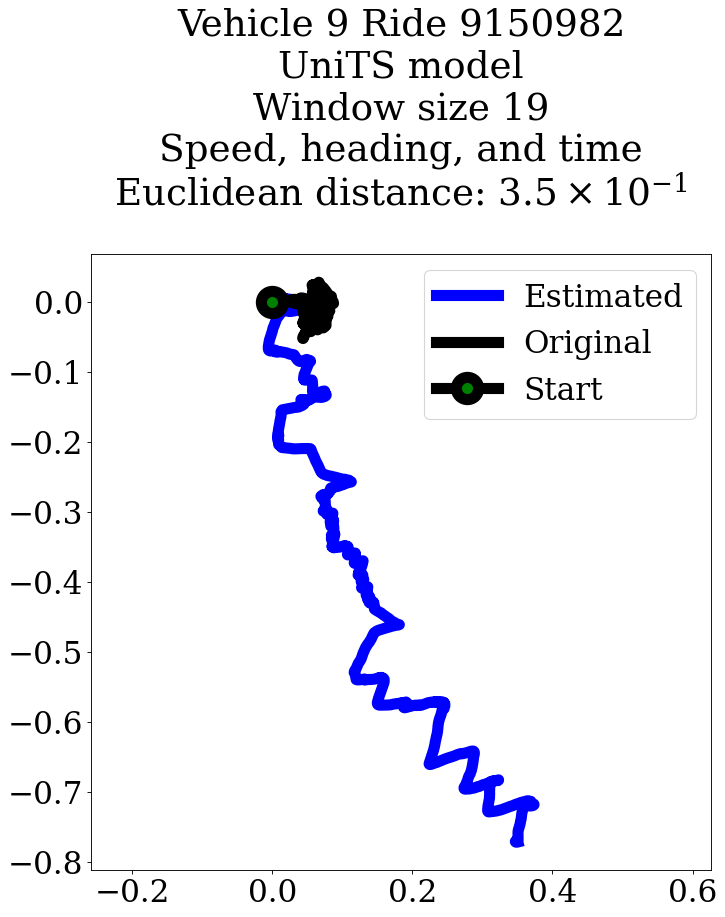 Vehicle 9 Ride 9150982
UniTS model
Window size 19
Speed, heading, and time
Euclidean distance: 3.5 × 10⁻¹
Estimated
Original
Start
0.0
−0.1
−0.2
−0.3
−0.4
−0.5
−0.6
−0.7
−0.8
−0.2 0.0 0.2 0.4 0.6